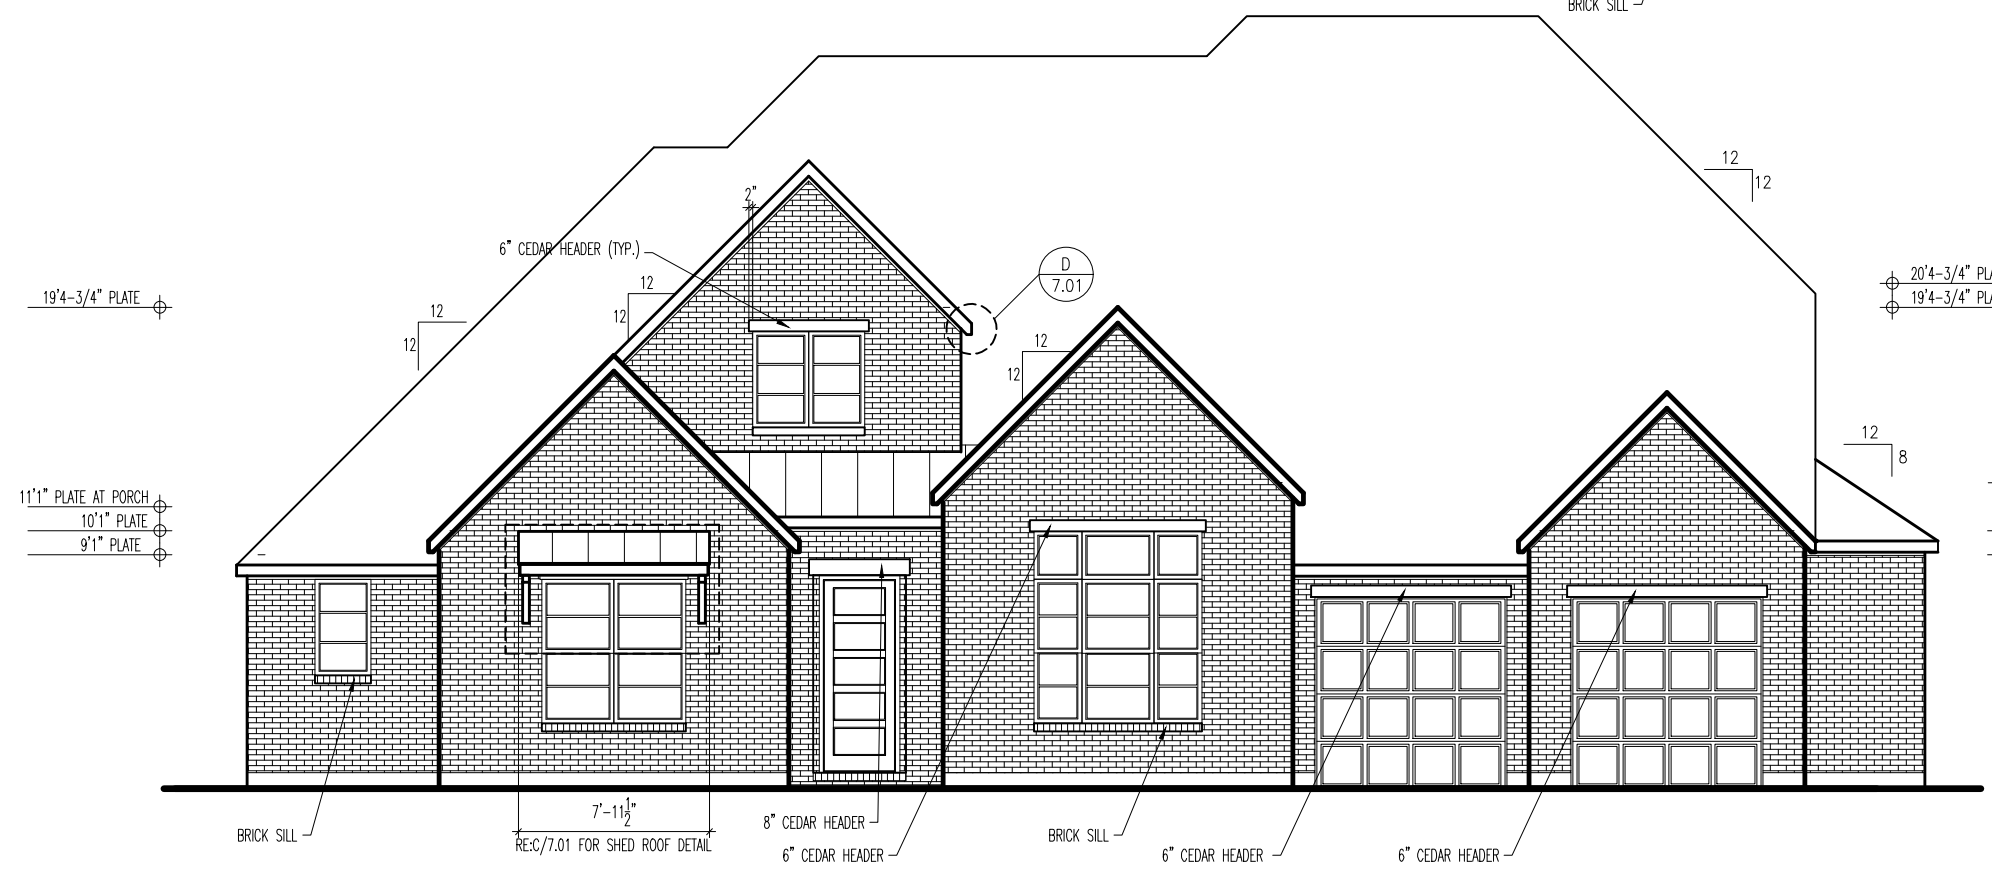 BRICK SILL
12
12
2"
6" CEDAR HEADER (TYP.)
D
7.01
20'4-3/4" PLA
19'4-3/4" PLATE
19'4-3/4" PLA
12
12
12
12
12
12
12
8
11'1" PLATE AT PORCH
10'1" PLATE
9'1" PLATE
7'-11 1/2"
8" CEDAR HEADER
BRICK SILL
BRICK SILL
RE:C/7.01 FOR SHED ROOF DETAIL
6" CEDAR HEADER
6" CEDAR HEADER
6" CEDAR HEADER